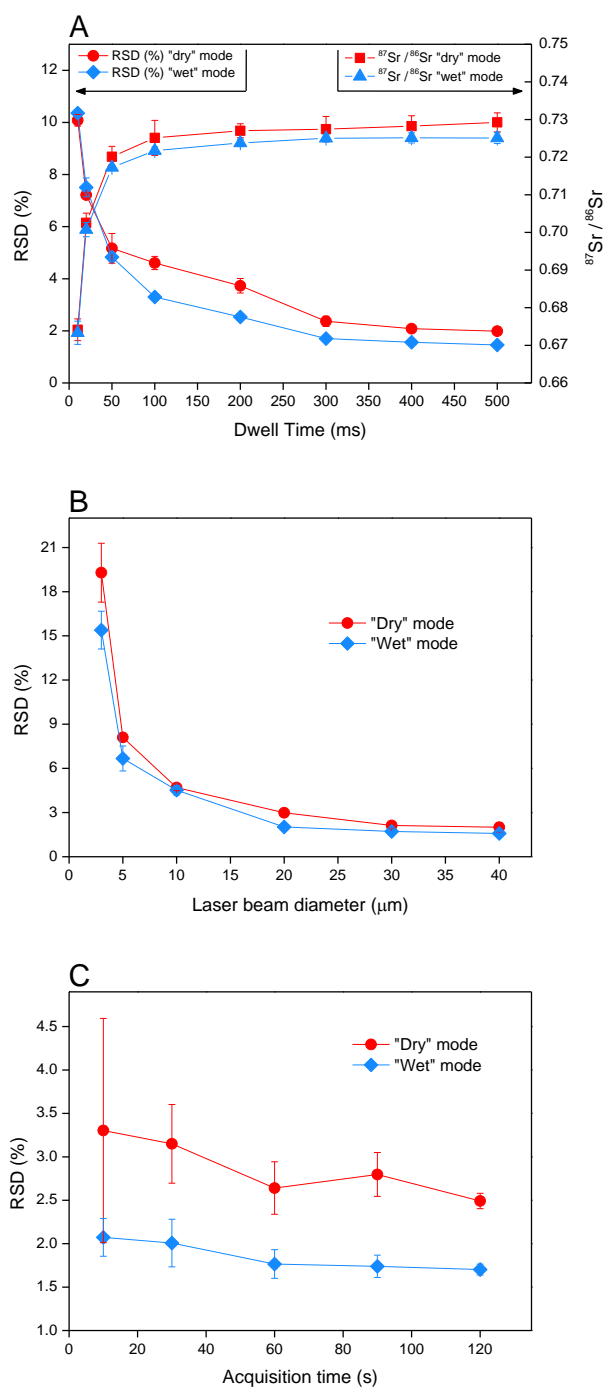 A
RSD (%) "dry" mode
RSD (%) "wet" mode
⁸⁷Sr / ⁸⁶Sr "dry" mode
⁸⁷Sr / ⁸⁶Sr "wet" mode
12
10
8
6
4
2
0
RSD (%)
0.75
0.74
0.73
0.72
0.71
0.70
0.69
0.68
0.67
0.66
⁸⁷Sr / ⁸⁶Sr
0 50 100 150 200 250 300 350 400 450 500
Dwell Time (ms)
B
21
18
15
12
9
6
3
0
RSD (%)
"Dry" mode
"Wet" mode
0 5 10 15 20 25 30 35 40
Laser beam diameter (μm)
C
4.5
4.0
3.5
3.0
2.5
2.0
1.5
1.0
RSD (%)
"Dry" mode
"Wet" mode
0 20 40 60 80 100 120
Acquisition time (s)